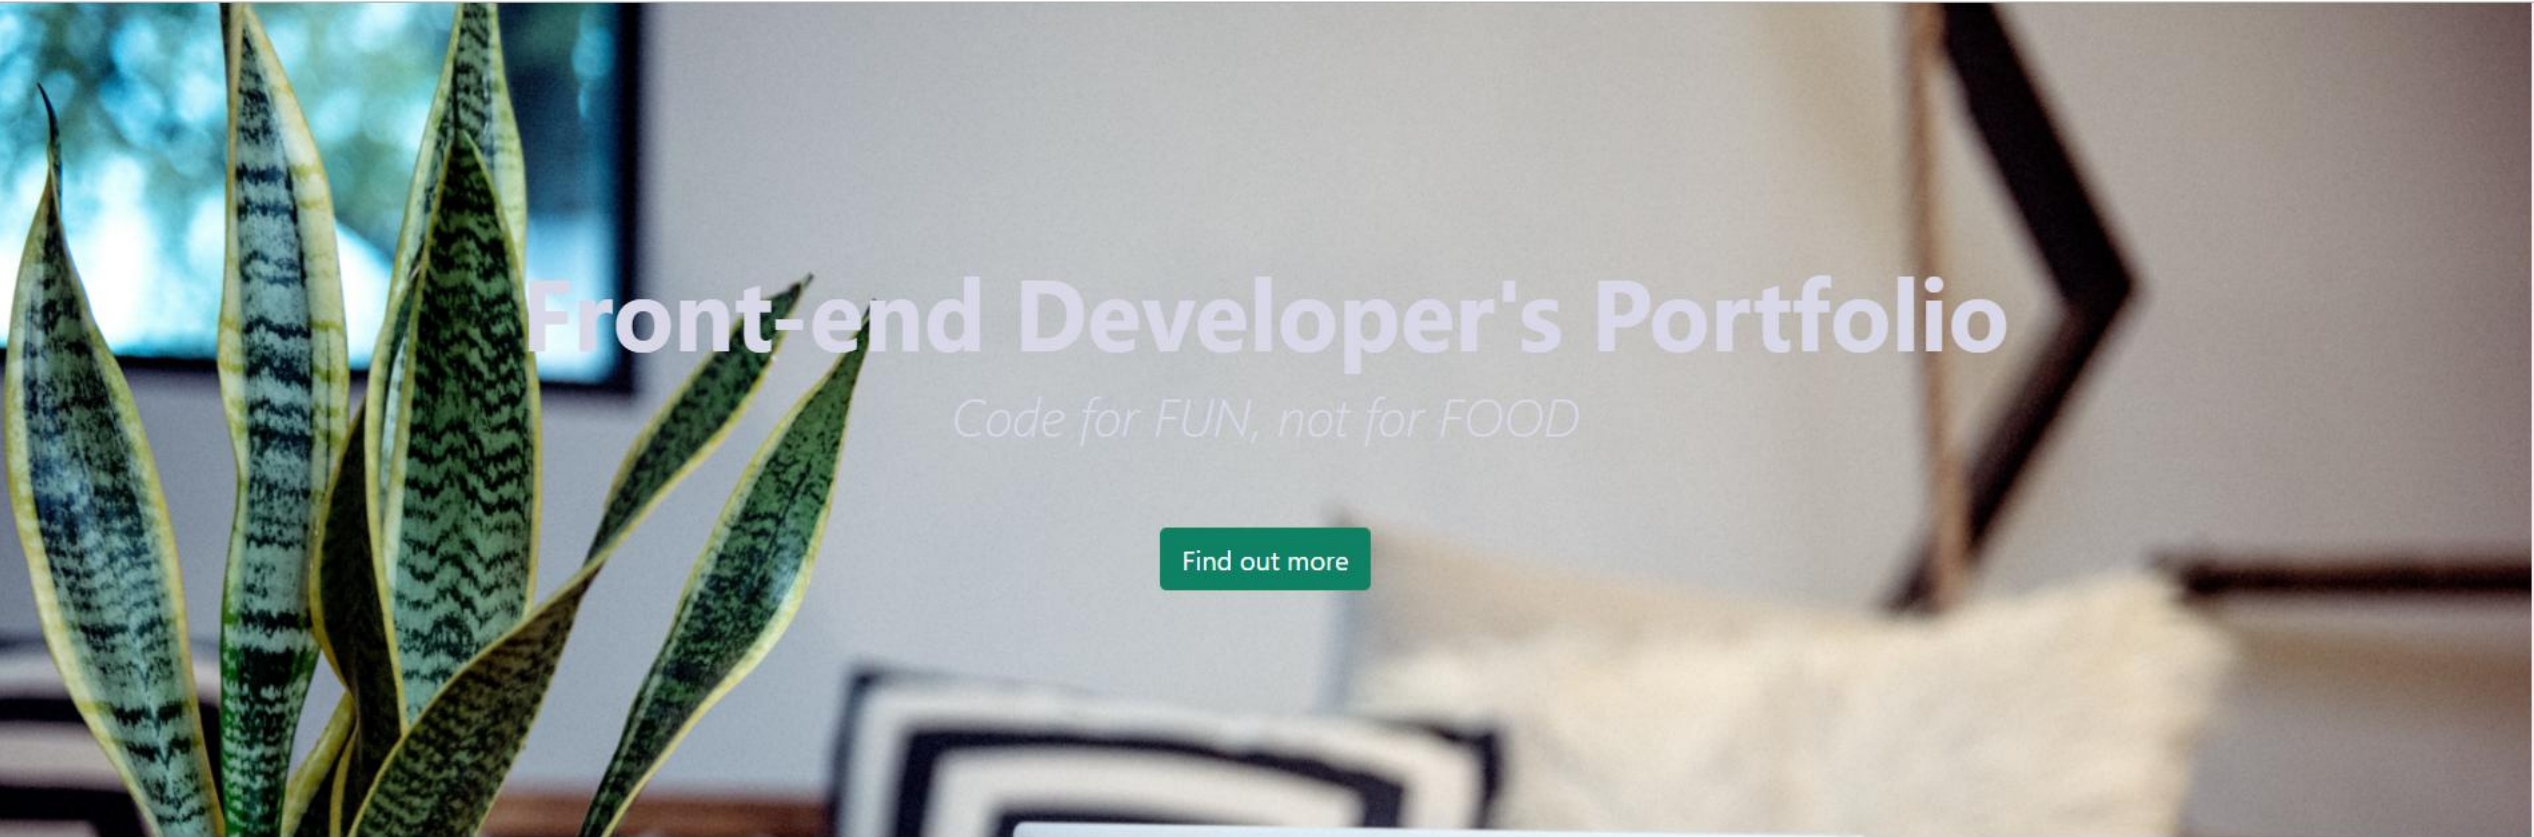 Front-end Developer's Portfolio
Code for FUN, not for FOOD
Find out more